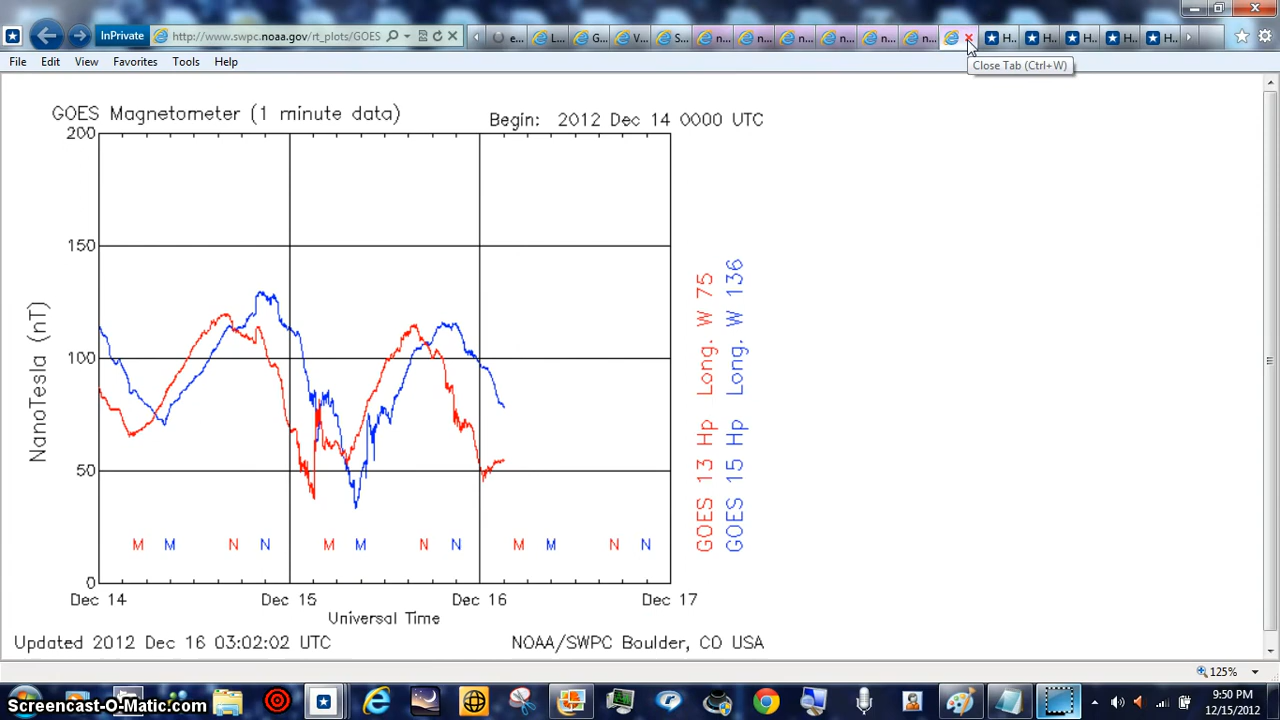 InPrivate
http://www.swpc.noaa.gov/rt_plots/GOES
e...
L...
G...
V...
S...
n...
n...
n...
n...
n...
n...
H...
H...
H...
H...
H...
File Edit View Favorites Tools Help
Close Tab (Ctrl+W)
GOES Magnetometer (1 minute data)
Begin: 2012 Dec 14 0000 UTC
200
150
100
50
0
NanoTesla (nT)
M M N N M M N N M M N N
Dec 14 Dec 15 Dec 16 Dec 17
Universal Time
GOES 13 Hp Long. W 75
GOES 15 Hp Long. W 136
Updated 2012 Dec 16 03:02:02 UTC
NOAA/SWPC Boulder, CO USA
125%
Screencast-O-Matic.com
9:50 PM
12/15/2012